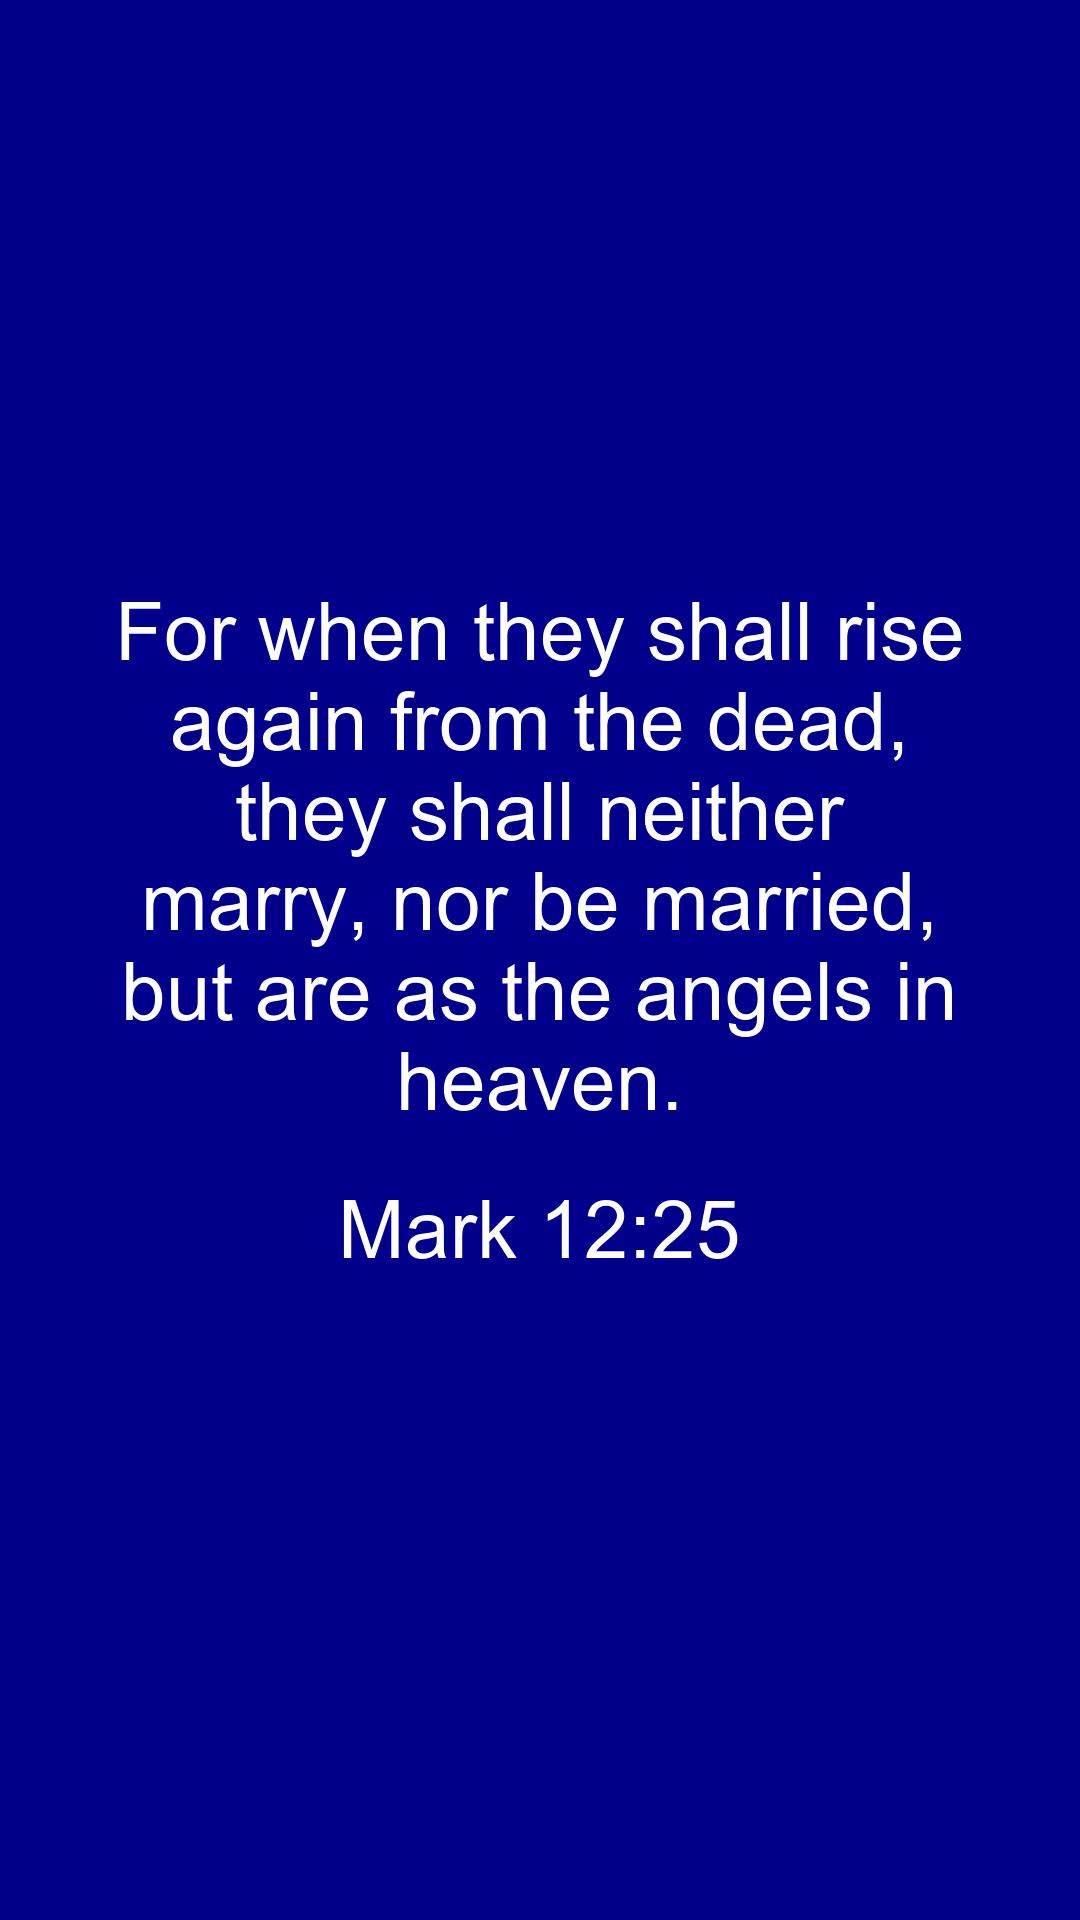 For when they shall rise
again from the dead,
they shall neither
marry, nor be married,
but are as the angels in
heaven.
Mark 12:25